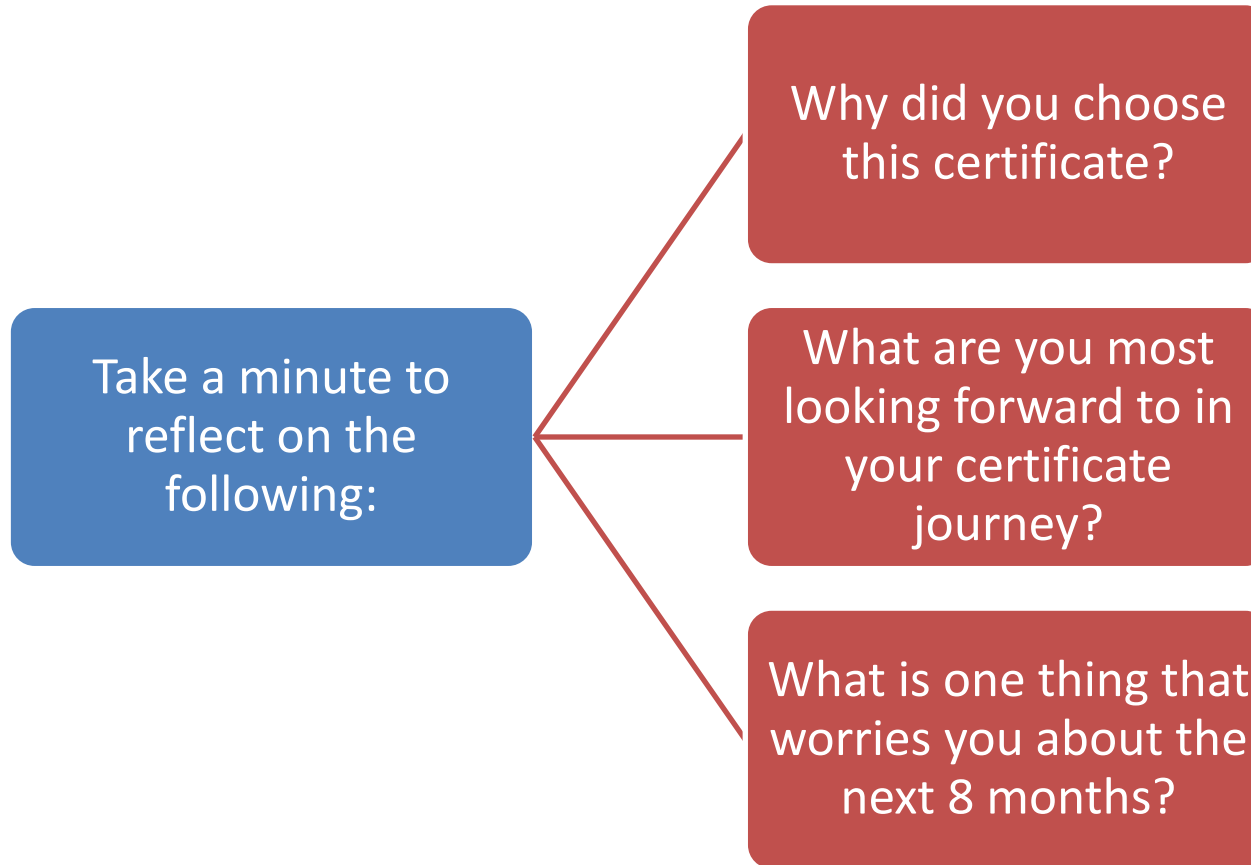 Take a minute to
reflect on the
following:
Why did you choose
this certificate?
What are you most
looking forward to in
your certificate
journey?
What is one thing that
worries you about the
next 8 months?